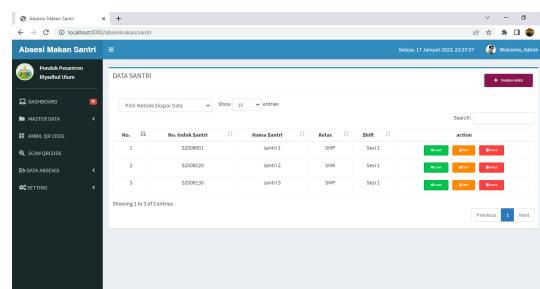 Absensi Makan Santri
localhost:8080/absenmakan/santri
Absesi Makan Santri
Selasa, 17 Januari 2023, 23:37:37
Welcome, Admin
Pondok Pesantren
Riyadhul Ulum
DASHBOARD
MASTER DATA
AMBIL QR CODE
SCAN QRCODE
DATA ABSENSI
SETTING
DATA SANTRI
TAMBAH DATA
Pilih Metode Ekspor Data
Show 10 entries
Search:
No. No. Induk Santri Nama Santri Kelas Shift action
1 S2008001 santri 1 SMP Sesi 1
2 S2008129 santri 2 SMK Sesi 1
3 S2008130 santri 3 SMP Sesi 1
Showing 1 to 3 of 3 entries
Previous 1 Next